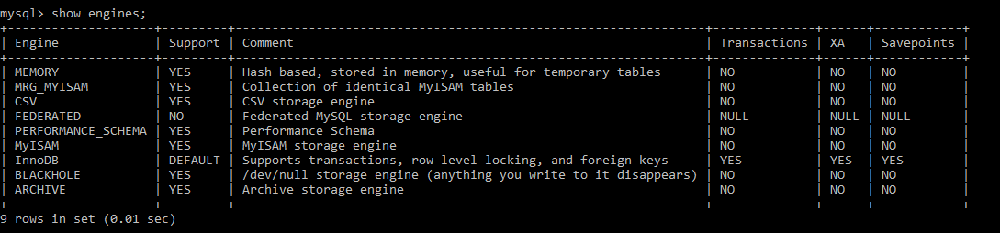 mysql> show engines;
+--------------------+---------+----------------------------------------------------------------+--------------+------+------------+
| Engine             | Support | Comment                                                        | Transactions | XA   | Savepoints |
+--------------------+---------+----------------------------------------------------------------+--------------+------+------------+
| MEMORY             | YES     | Hash based, stored in memory, useful for temporary tables      | NO           | NO   | NO         |
| MRG_MYISAM         | YES     | Collection of identical MyISAM tables                          | NO           | NO   | NO         |
| CSV                | YES     | CSV storage engine                                             | NO           | NO   | NO         |
| FEDERATED          | NO      | Federated MySQL storage engine                                 | NULL         | NULL | NULL       |
| PERFORMANCE_SCHEMA | YES     | Performance Schema                                             | NO           | NO   | NO         |
| MyISAM             | YES     | MyISAM storage engine                                          | NO           | NO   | NO         |
| InnoDB             | DEFAULT | Supports transactions, row-level locking, and foreign keys     | YES          | YES  | YES        |
| BLACKHOLE          | YES     | /dev/null storage engine (anything you write to it disappears) | NO           | NO   | NO         |
| ARCHIVE            | YES     | Archive storage engine                                         | NO           | NO   | NO         |
+--------------------+---------+----------------------------------------------------------------+--------------+------+------------+
9 rows in set (0.01 sec)